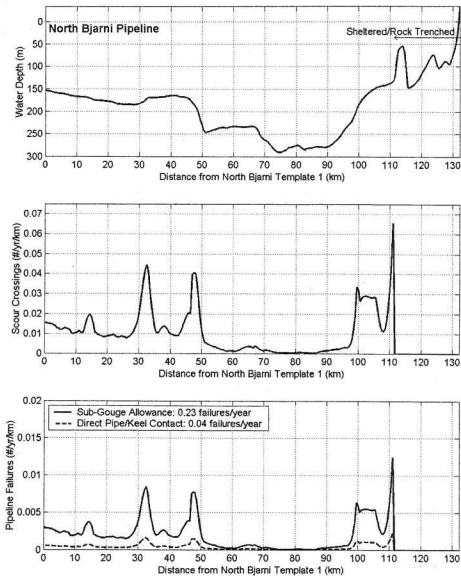 North Bjarni Pipeline
Sheltered/Rock Trenched
0
50
100
150
200
250
300
Water Depth (m)
0 10 20 30 40 50 60 70 80 90 100 110 120 130
Distance from North Bjarni Template 1 (km)
0.07
0.06
0.05
0.04
0.03
0.02
0.01
0
Scour Crossings (#/yr/km)
0 10 20 30 40 50 60 70 80 90 100 110 120 130
Distance from North Bjarni Template 1 (km)
0.02
0.015
0.01
0.005
0
Pipeline Failures (#/yr/km)
Sub-Gouge Allowance: 0.23 failures/year
Direct Pipe/Keel Contact: 0.04 failures/year
0 10 20 30 40 50 60 70 80 90 100 110 120 130
Distance from North Bjarni Template 1 (km)